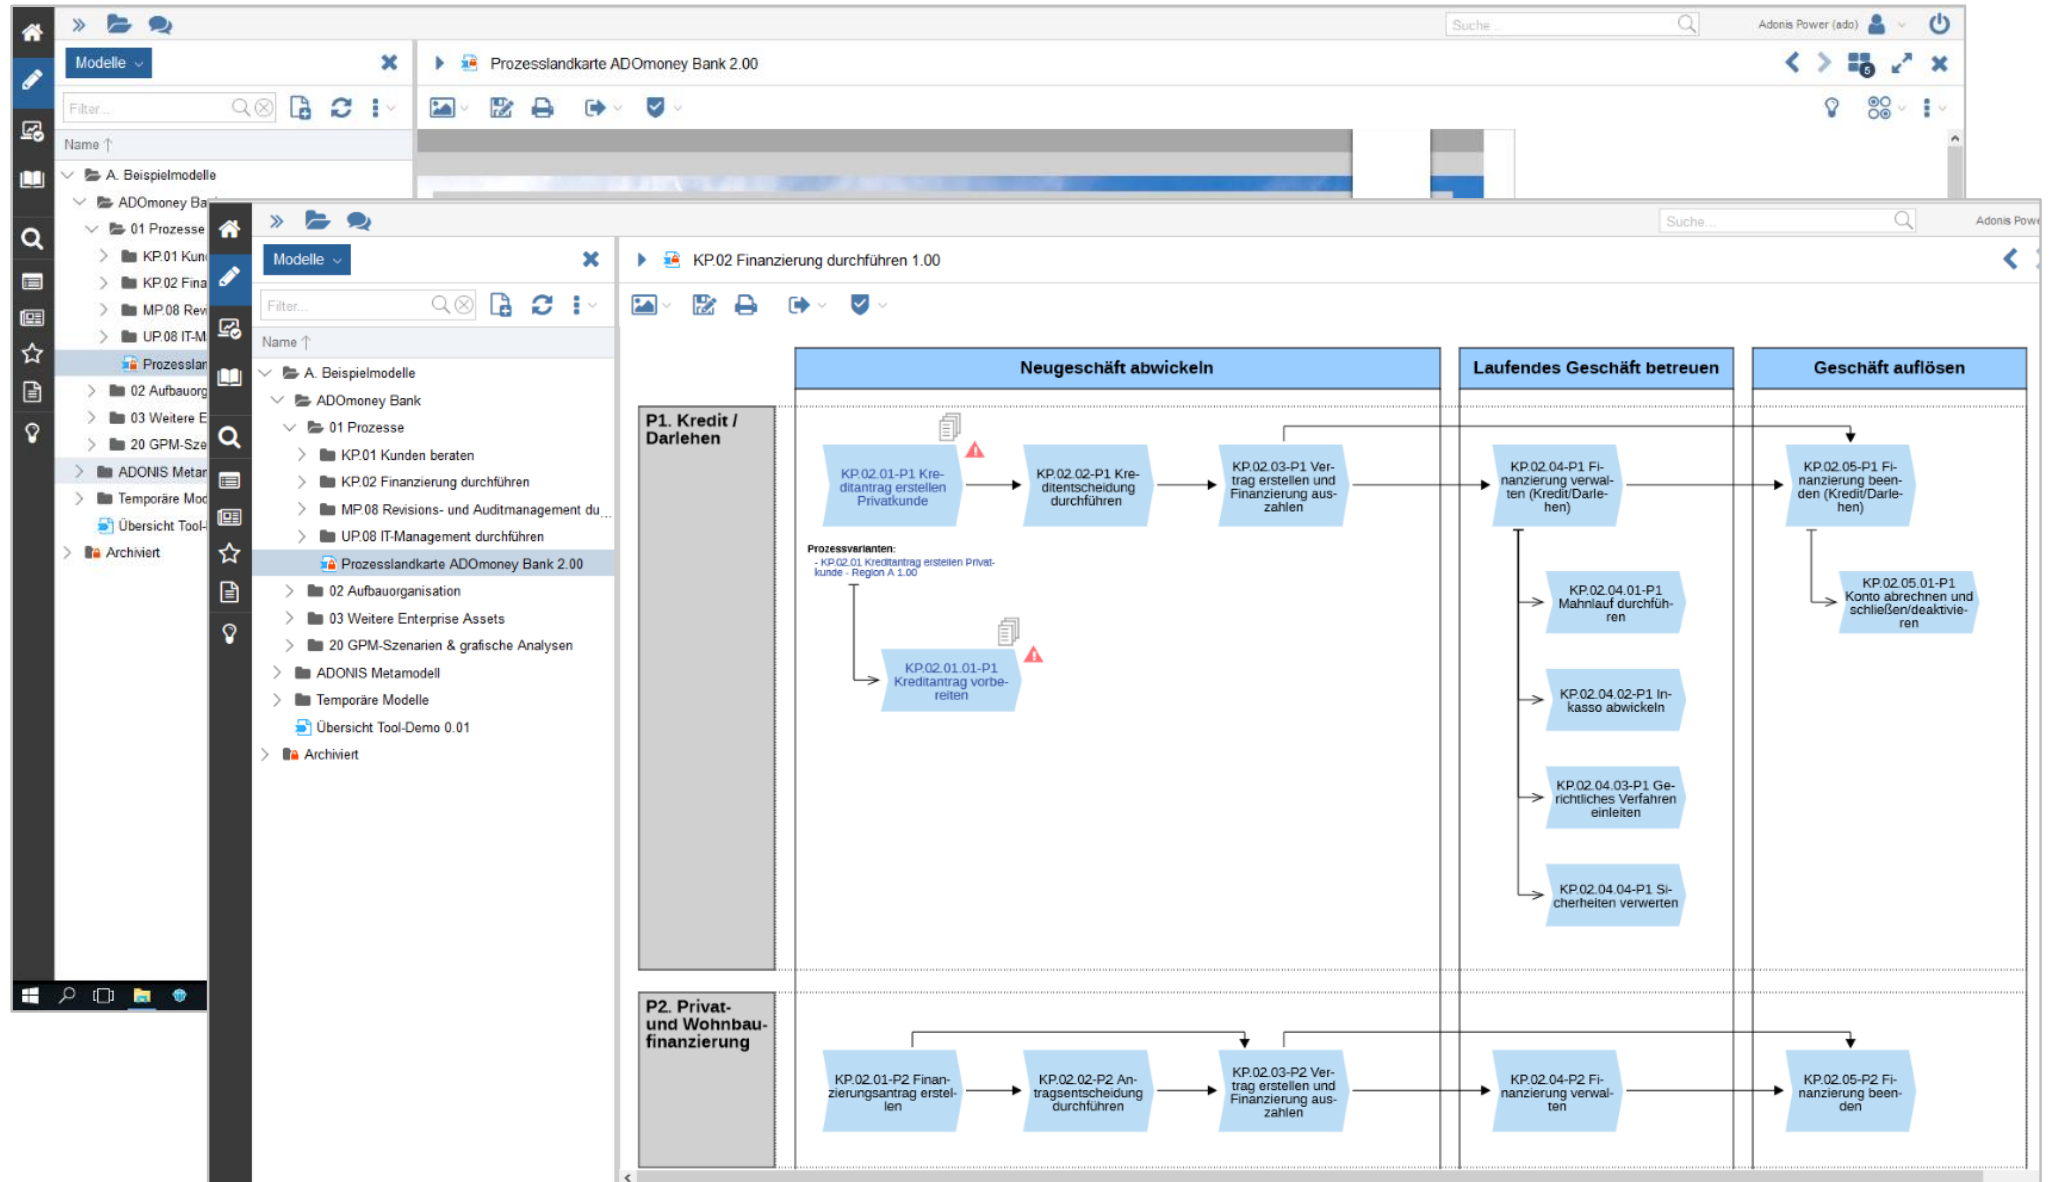 Suche ...
Adonis Power (ado)
Modelle
Prozesslandkarte ADOmoney Bank 2.00
5
Filter...
Name ↑
A. Beispielmodelle
ADOmoney Ba
01 Prozesse
KP.01 Kun
KP.02 Fina
MP.08 Rev
UP.08 IT-M
Prozesslan
02 Aufbauorg
03 Weitere E
20 GPM-Sze
ADONIS Metar
Temporäre Mod
Übersicht Tool-
Archiviert
Suche...
Adonis Powe
Modelle
KP.02 Finanzierung durchführen 1.00
Filter...
Name ↑
A. Beispielmodelle
ADOmoney Bank
01 Prozesse
KP.01 Kunden beraten
KP.02 Finanzierung durchführen
MP.08 Revisions- und Auditmanagement du...
UP.08 IT-Management durchführen
Prozesslandkarte ADOmoney Bank 2.00
02 Aufbauorganisation
03 Weitere Enterprise Assets
20 GPM-Szenarien & grafische Analysen
ADONIS Metamodell
Temporäre Modelle
Übersicht Tool-Demo 0.01
Archiviert
Neugeschäft abwickeln
Laufendes Geschäft betreuen
Geschäft auflösen
P1. Kredit /
Darlehen
KP.02.01-P1 Kre-
ditantrag erstellen
Privatkunde
KP.02.02-P1 Kre-
ditentscheidung
durchführen
KP.02.03-P1 Ver-
trag erstellen und
Finanzierung aus-
zahlen
KP.02.04-P1 Fi-
nanzierung verwal-
ten (Kredit/Darle-
hen)
KP.02.05-P1 Fi-
nanzierung been-
den (Kredit/Darle-
hen)
Prozessvarianten:
- KP.02.01 Kreditantrag erstellen Privat-
kunde - Region A 1.00
KP.02.01.01-P1
Kreditantrag vorbe-
reiten
KP.02.04.01-P1
Mahnlauf durchfüh-
ren
KP.02.04.02-P1 In-
kasso abwickeln
KP.02.04.03-P1 Ge-
richtliches Verfahren
einleiten
KP.02.04.04-P1 Si-
cherheiten verwerten
KP.02.05.01-P1
Konto abrechnen und
schließen/deaktivie-
ren
P2. Privat-
und Wohnbau-
finanzierung
KP.02.01-P2 Finan-
zierungsantrag erstel-
len
KP.02.02-P2 An-
tragsentscheidung
durchführen
KP.02.03-P2 Ver-
trag erstellen und
Finanzierung aus-
zahlen
KP.02.04-P2 Fi-
nanzierung verwal-
ten
KP.02.05-P2 Fi-
nanzierung been-
den